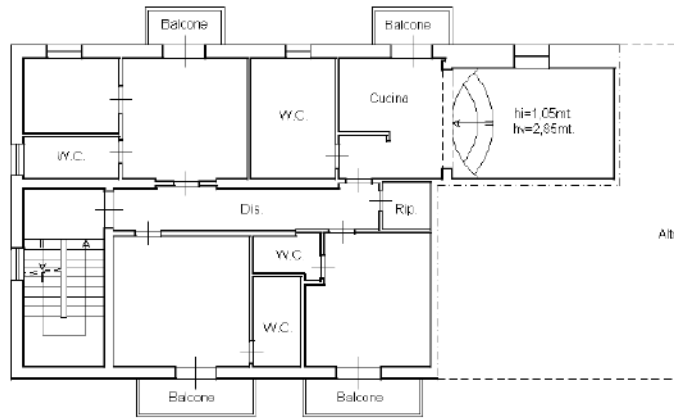 Balcone
Balcone
W.C.
Cucina
hi=1,05mt.
hv=2,85mt.
W.C.
Dis.
Rip.
Alt
W.C
W.C.
Balcone
Balcone